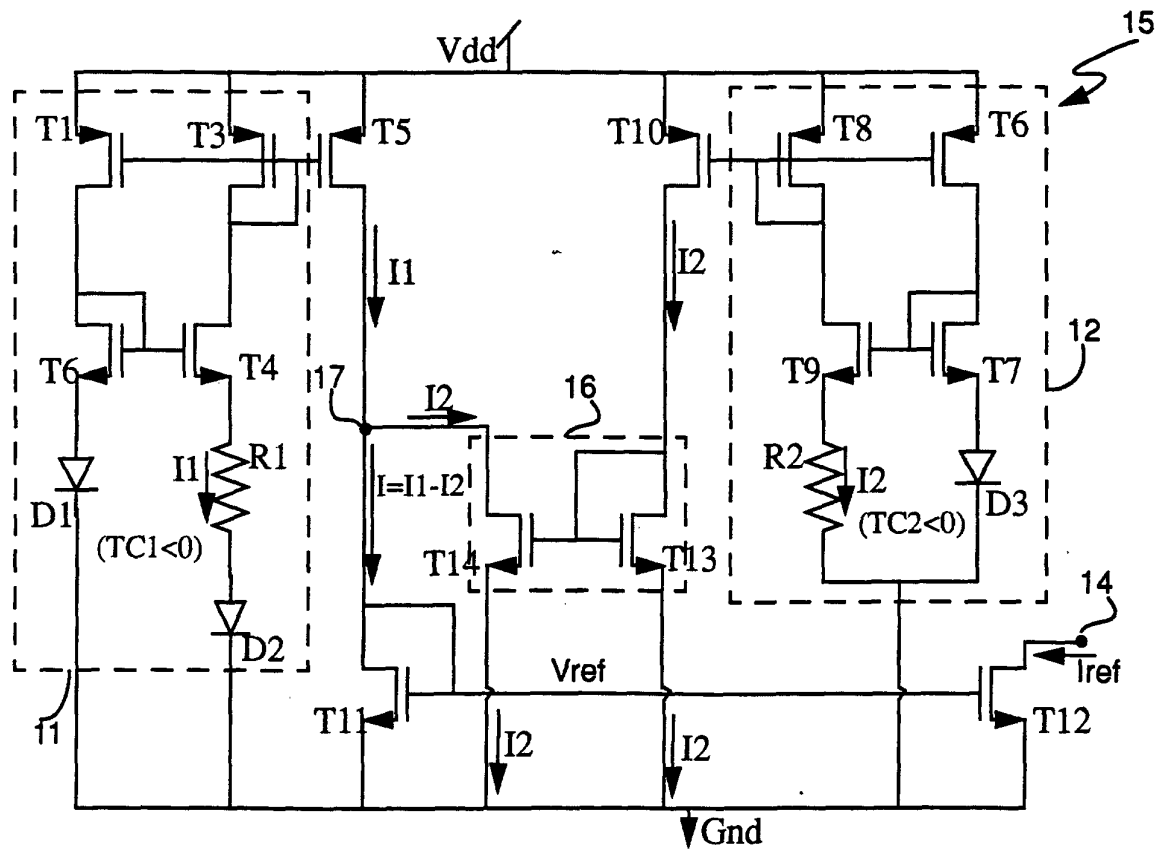 15
Vdd
T1
T3
T5
T10
T8
T6
I1
I2
12
T6
T4
17
I2
16
T9
T7
I1
R1
I=I1-I2
R2
I2
D1
(TC1<0)
(TC2<0)
D3
T14
T13
14
D2
Vref
Iref
11
T11
I2
I2
T12
Gnd